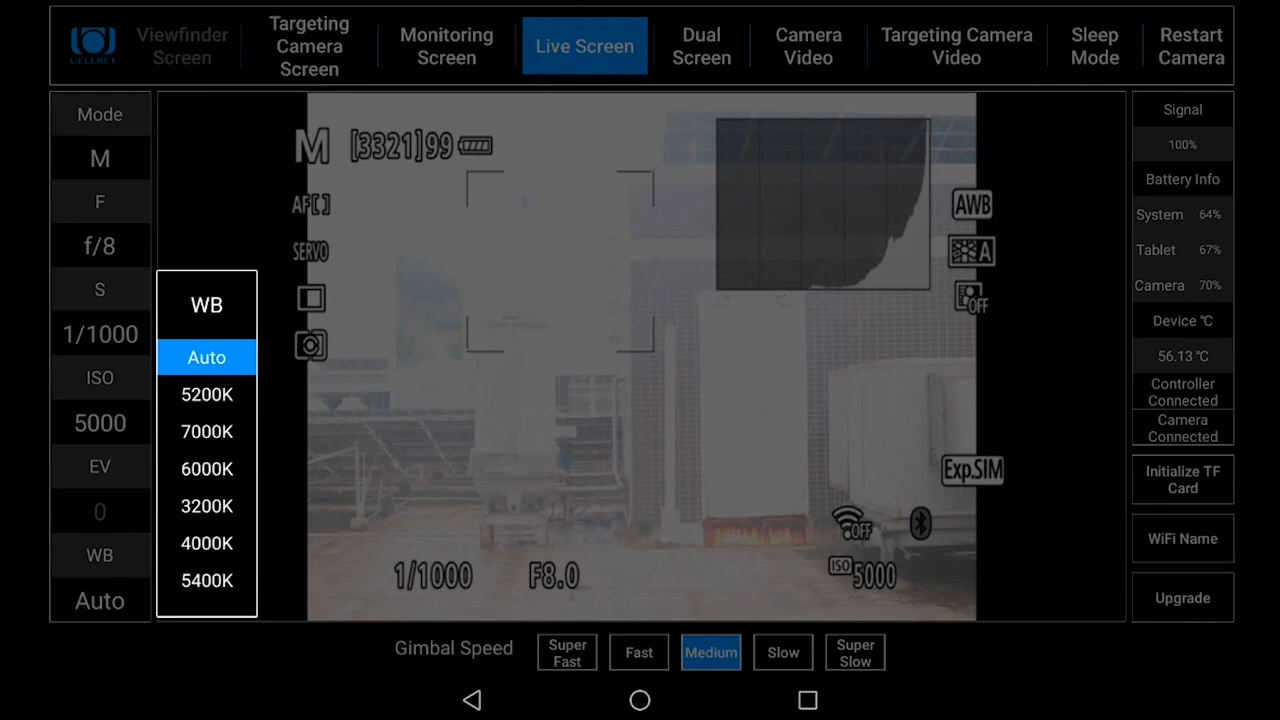 Viewfinder
Screen
Targeting
Camera
Screen
Monitoring
Screen
Live Screen
Dual
Screen
Camera
Video
Targeting Camera
Video
Sleep
Mode
Restart
Camera
Mode
M
F
f/8
S
1/1000
ISO
5000
EV
0
WB
Auto
WB
Auto
5200K
7000K
6000K
3200K
4000K
5400K
M
[3321]99
AF[ ]
SERVO
AWB
A
OFF
Exp.SIM
OFF
1/1000
F8.0
ISO 5000
Signal
100%
Battery Info
System 64%
Tablet 67%
Camera 70%
Device °C
56.13 °C
Controller
Connected
Camera
Connected
Initialize TF
Card
WiFi Name
Upgrade
Gimbal Speed
Super
Fast
Fast
Medium
Slow
Super
Slow